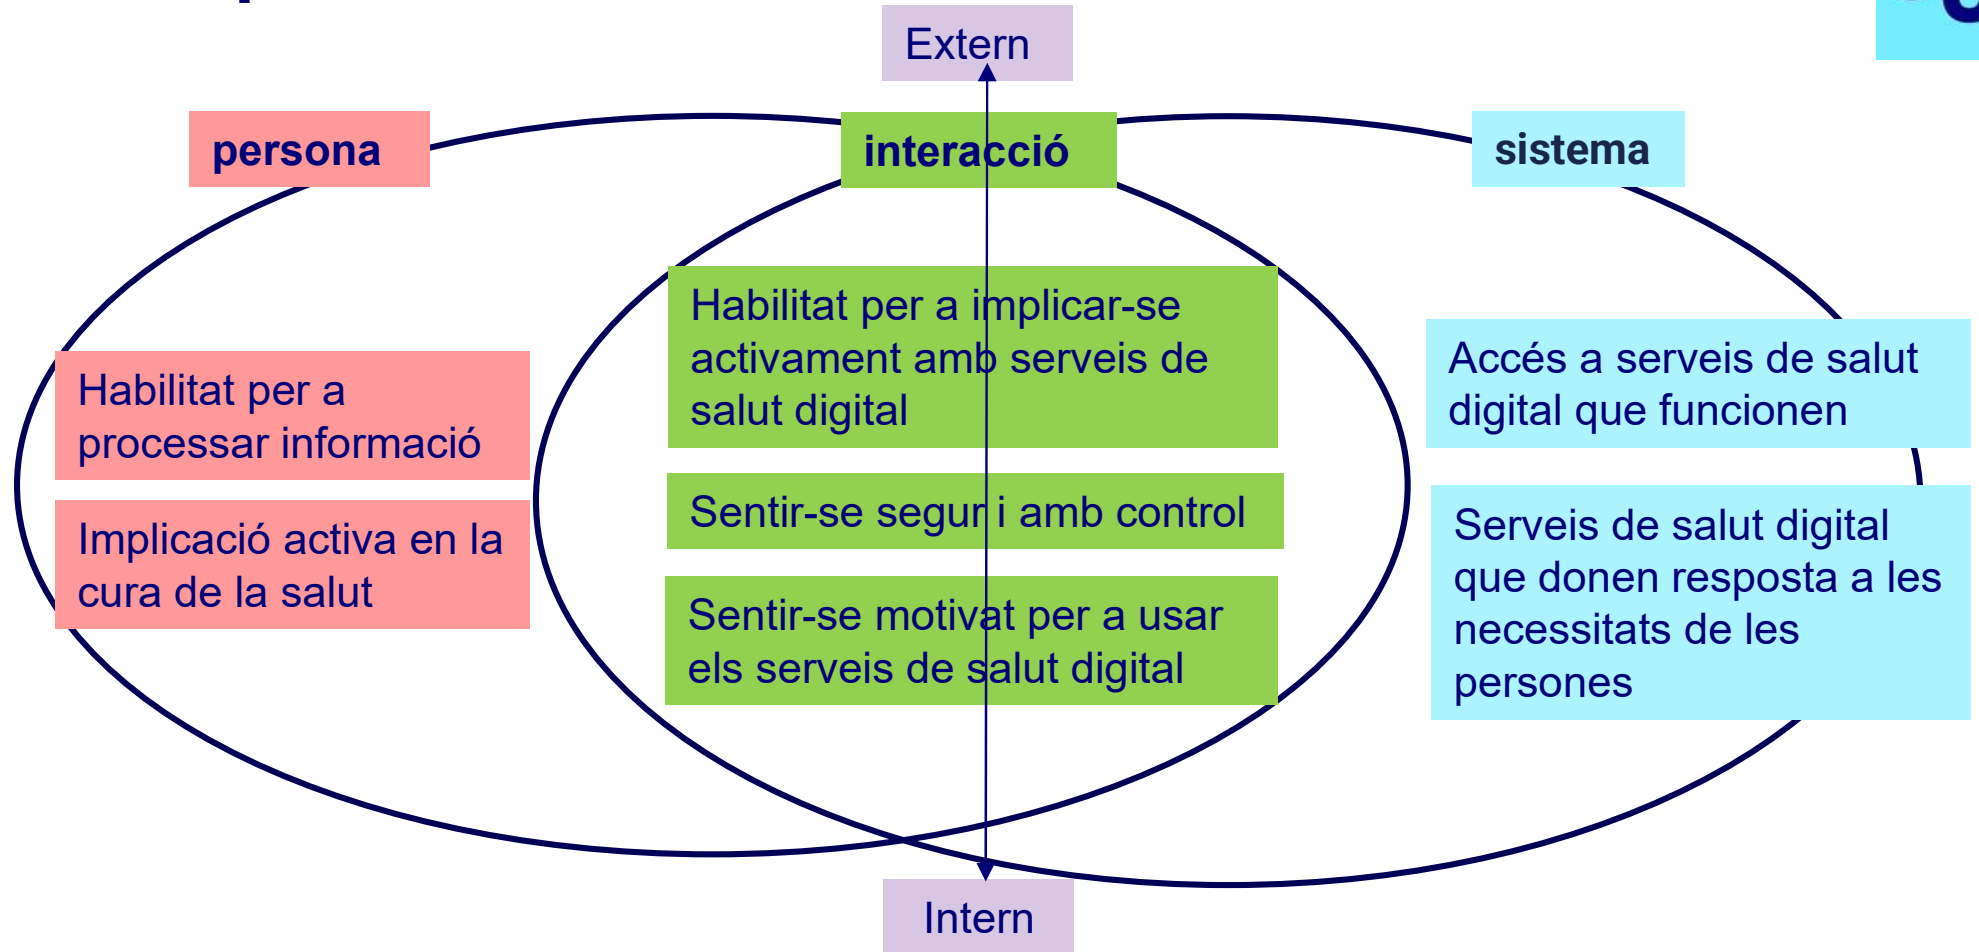 Extern
persona
interacció
sistema
Habilitat per a
processar informació
Implicació activa en la
cura de la salut
Habilitat per a implicar-se
activament amb serveis de
salut digital
Sentir-se segur i amb control
Sentir-se motivat per a usar
els serveis de salut digital
Accés a serveis de salut
digital que funcionen
Serveis de salut digital
que donen resposta a les
necessitats de les
persones
Intern